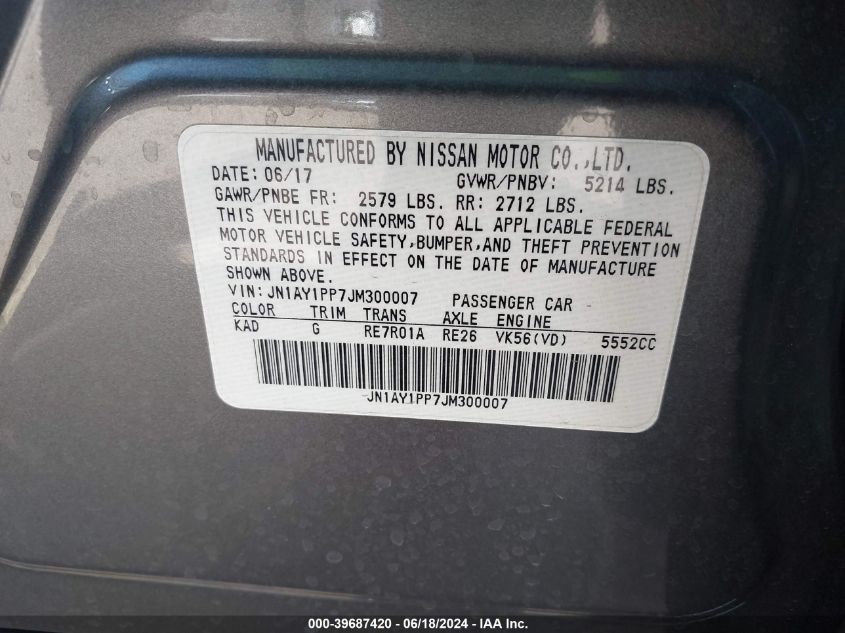 MANUFACTURED BY NISSAN MOTOR CO.,LTD.
DATE: 06/17 GVWR/PNBV: 5214 LBS.
GAWR/PNBE FR: 2579 LBS. RR: 2712 LBS.
THIS VEHICLE CONFORMS TO ALL APPLICABLE FEDERAL
MOTOR VEHICLE SAFETY,BUMPER,AND THEFT PREVENTION
STANDARDS IN EFFECT ON THE DATE OF MANUFACTURE
SHOWN ABOVE.
VIN:JN1AY1PP7JM300007 PASSENGER CAR
COLOR TRIM TRANS AXLE ENGINE
KAD G RE7R01A RE26 VK56(VD) 5552CC
JN1AY1PP7JM300007
000-39687420 - 06/18/2024 - IAA Inc.